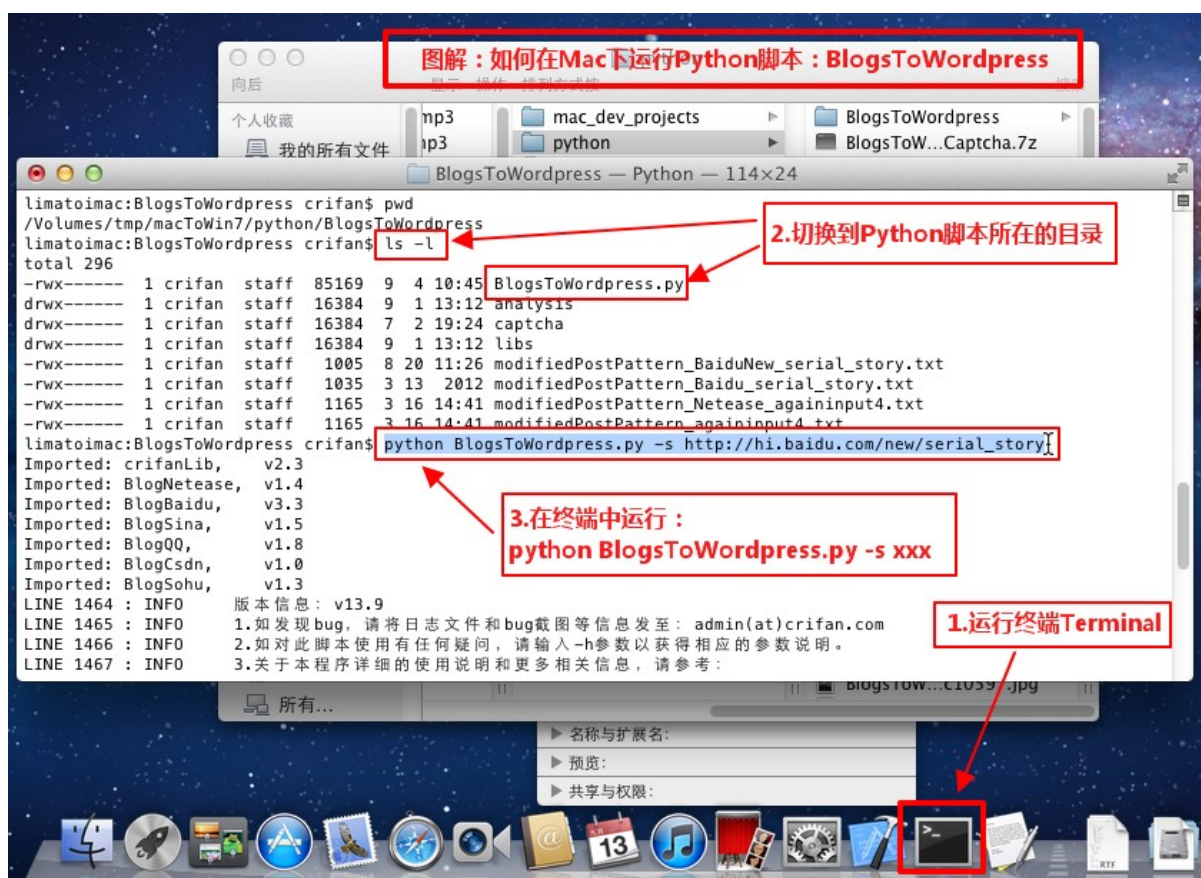 图解：如何在Mac下运行Python脚本：BlogsToWordpress
向后
个人收藏
我的所有文件
mp3
mp3
mac_dev_projects
python
BlogsToWordpress
BlogsToW...Captcha.7z
BlogsToWordpress — Python — 114×24
limatoimac:BlogsToWordpress crifan$ pwd
/Volumes/tmp/macToWin7/python/BlogsToWordpress
limatoimac:BlogsToWordpress crifan$ ls -l
total 296
-rwx------ 1 crifan staff 85169 9 4 10:45 BlogsToWordpress.py
drwx------ 1 crifan staff 16384 9 1 13:12 analysis
drwx------ 1 crifan staff 16384 7 2 19:24 captcha
drwx------ 1 crifan staff 16384 9 1 13:12 libs
-rwx------ 1 crifan staff 1005 8 20 11:26 modifiedPostPattern_BaiduNew_serial_story.txt
-rwx------ 1 crifan staff 1035 3 13 2012 modifiedPostPattern_Baidu_serial_story.txt
-rwx------ 1 crifan staff 1165 3 16 14:41 modifiedPostPattern_Netease_againinput4.txt
-rwx------ 1 crifan staff 1165 3 16 14:41 modifiedPostPattern_againinput4.txt
limatoimac:BlogsToWordpress crifan$ python BlogsToWordpress.py -s http://hi.baidu.com/new/serial_story
Imported: crifanLib, v2.3
Imported: BlogNetease, v1.4
Imported: BlogBaidu, v3.3
Imported: BlogSina, v1.5
Imported: BlogQQ, v1.8
Imported: BlogCsdn, v1.0
Imported: BlogSohu, v1.3
LINE 1464 : INFO 版本信息：v13.9
LINE 1465 : INFO 1.如发现bug，请将日志文件和bug截图等信息发至：admin(at)crifan.com
LINE 1466 : INFO 2.如对此脚本使用有任何疑问，请输入-h参数以获得相应的参数说明。
LINE 1467 : INFO 3.关于本程序详细的使用说明和更多相关信息，请参考：
2.切换到Python脚本所在的目录
3.在终端中运行：
python BlogsToWordpress.py -s xxx
1.运行终端Terminal
所有...
名称与扩展名:
预览:
共享与权限:
13
RTF